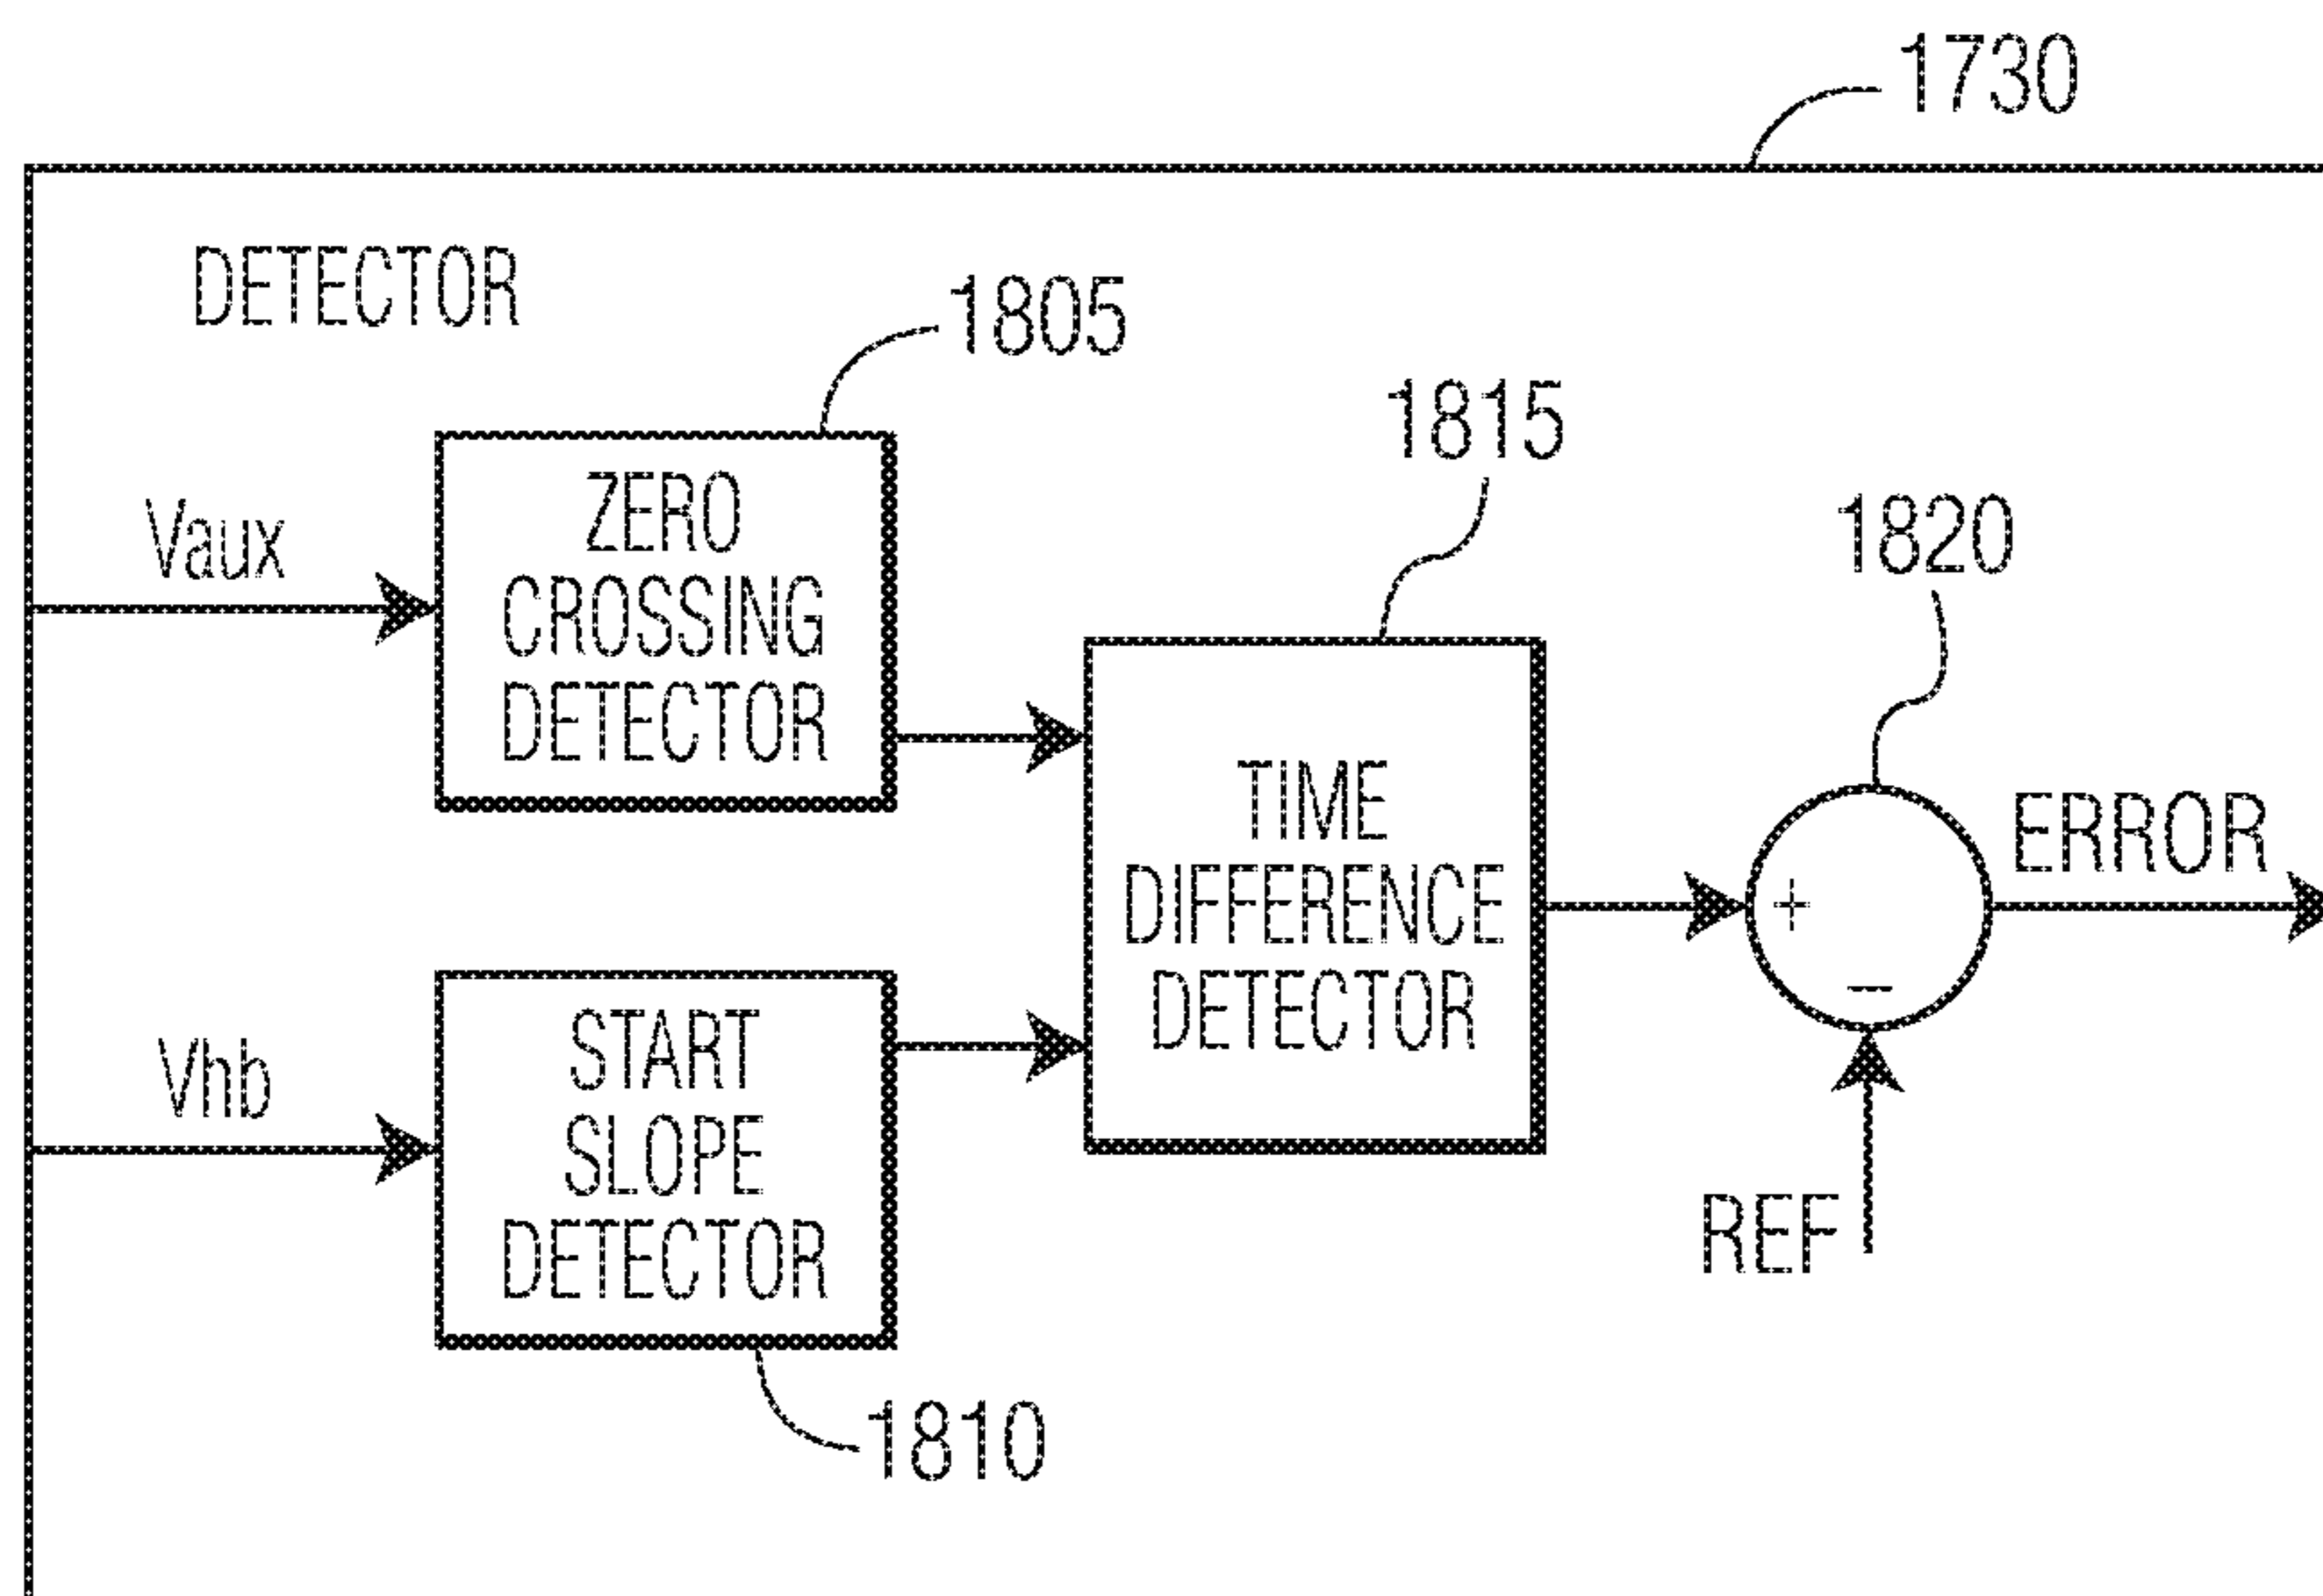 1730
DETECTOR
1805
1815
1820
Vaux
ZERO
CROSSING
DETECTOR
TIME
DIFFERENCE
DETECTOR
+
−
ERROR
Vhb
START
SLOPE
DETECTOR
REF
1810